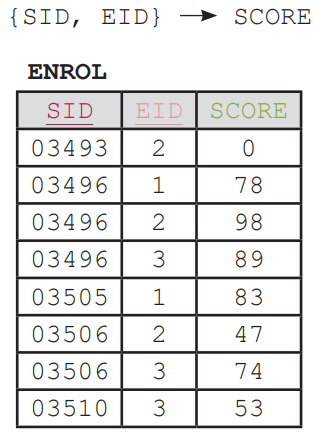 {SID, EID} → SCORE
ENROL
SID EID SCORE
03493 2 0
03496 1 78
03496 2 98
03496 3 89
03505 1 83
03506 2 47
03506 3 74
03510 3 53